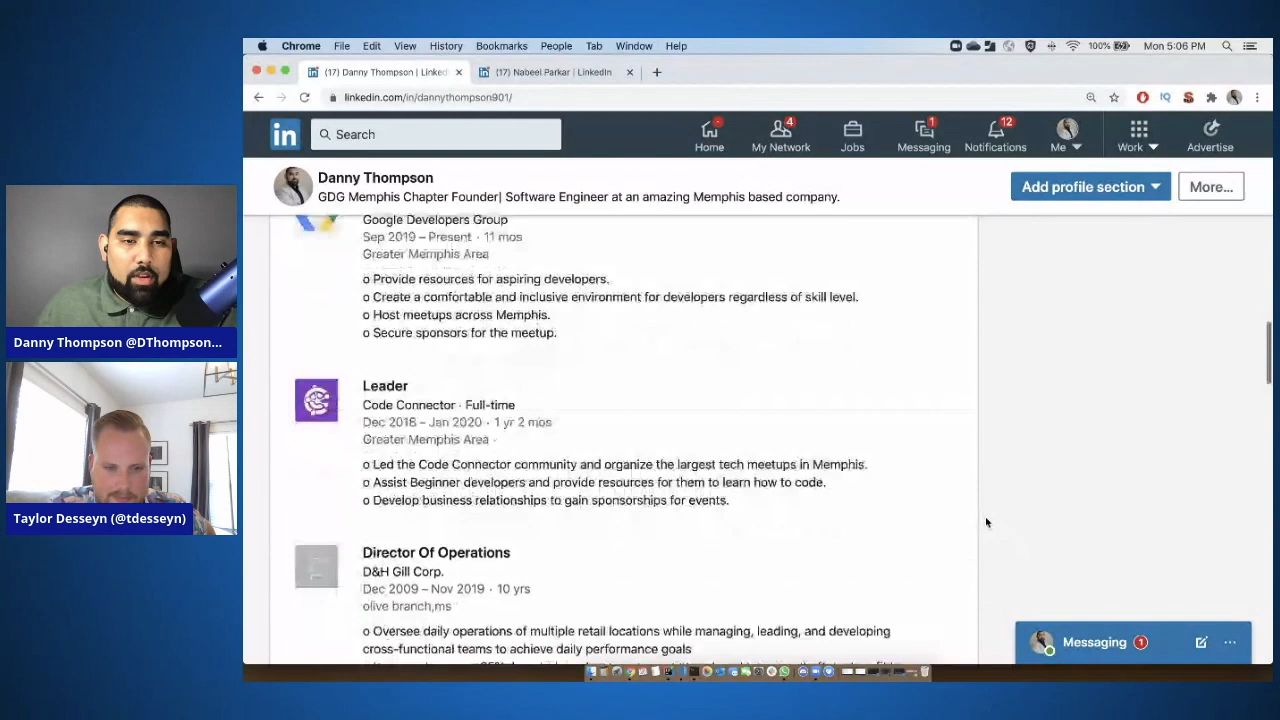 Chrome File Edit View History Bookmarks People Tab Window Help
100% Mon 5:06 PM
(17) Danny Thompson | Linked
(17) Nabeel Parkar | LinkedIn
linkedin.com/in/dannythompson901/
in
Search
Home
4
My Network
Jobs
1
Messaging
12
Notifications
Me
Work
Advertise
Danny Thompson
GDG Memphis Chapter Founder| Software Engineer at an amazing Memphis based company.
Add profile section
More...
Google Developers Group
Sep 2019 – Present · 11 mos
Greater Memphis Area
o Provide resources for aspiring developers.
o Create a comfortable and inclusive environment for developers regardless of skill level.
o Host meetups across Memphis.
o Secure sponsors for the meetup.
Leader
Code Connector · Full-time
Dec 2018 – Jan 2020 · 1 yr 2 mos
Greater Memphis Area
o Led the Code Connector community and organize the largest tech meetups in Memphis.
o Assist Beginner developers and provide resources for them to learn how to code.
o Develop business relationships to gain sponsorships for events.
Director Of Operations
D&H Gill Corp.
Dec 2009 – Nov 2019 · 10 yrs
olive branch,ms
o Oversee daily operations of multiple retail locations while managing, leading, and developing
cross-functional teams to achieve daily performance goals
Messaging 1
Danny Thompson @DThompson...
Taylor Desseyn (@tdesseyn)